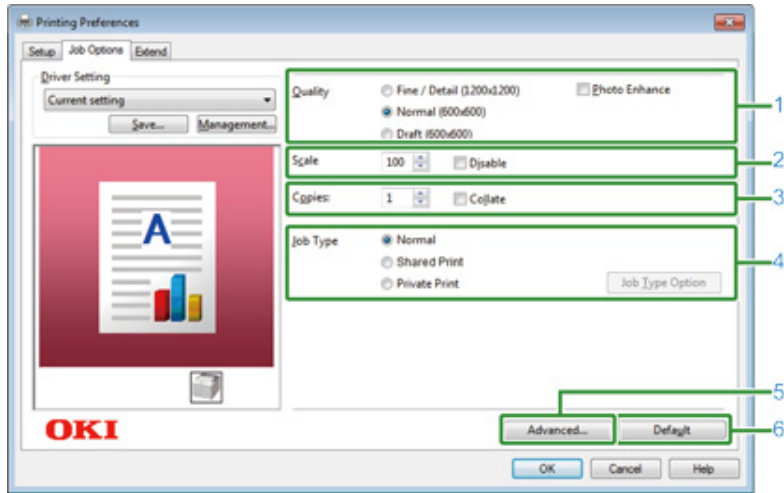 Printing Preferences
Setup Job Options Extend
Driver Setting
Current setting
Save... Management...
Quality
Fine / Detail (1200x1200)
Photo Enhance
Normal (600x600)
Draft (600x600)
1
Scale 100 Disable
2
Copies: 1 Collate
3
Job Type
Normal
Shared Print
Private Print
Job Type Option
4
A
5
OKI
Advanced... Default
6
OK Cancel Help